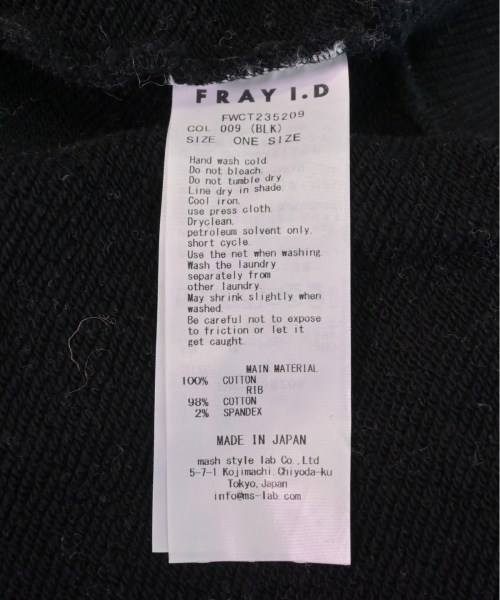 FRAY I.D
FWCT235209
COL 009 (BLK)
SIZE ONE SIZE
Hand wash cold.
Do not bleach.
Do not tumble dry
Line dry in shade.
Cool iron.
use press cloth.
Dryclean.
petroleum solvent only.
short cycle.
Use the net when washing.
Wash the laundry
separately from
other laundry.
May shrink slightly when
washed.
Be careful not to expose
to friction or let it
get caught.
MAIN MATERIAL
100% COTTON
RIB
98% COTTON
2% SPANDEX
MADE IN JAPAN
mash style lab Co.,Ltd
5-7-1 Kojimachi,Chiyoda-ku
Tokyo,Japan
info@ms-lab.com